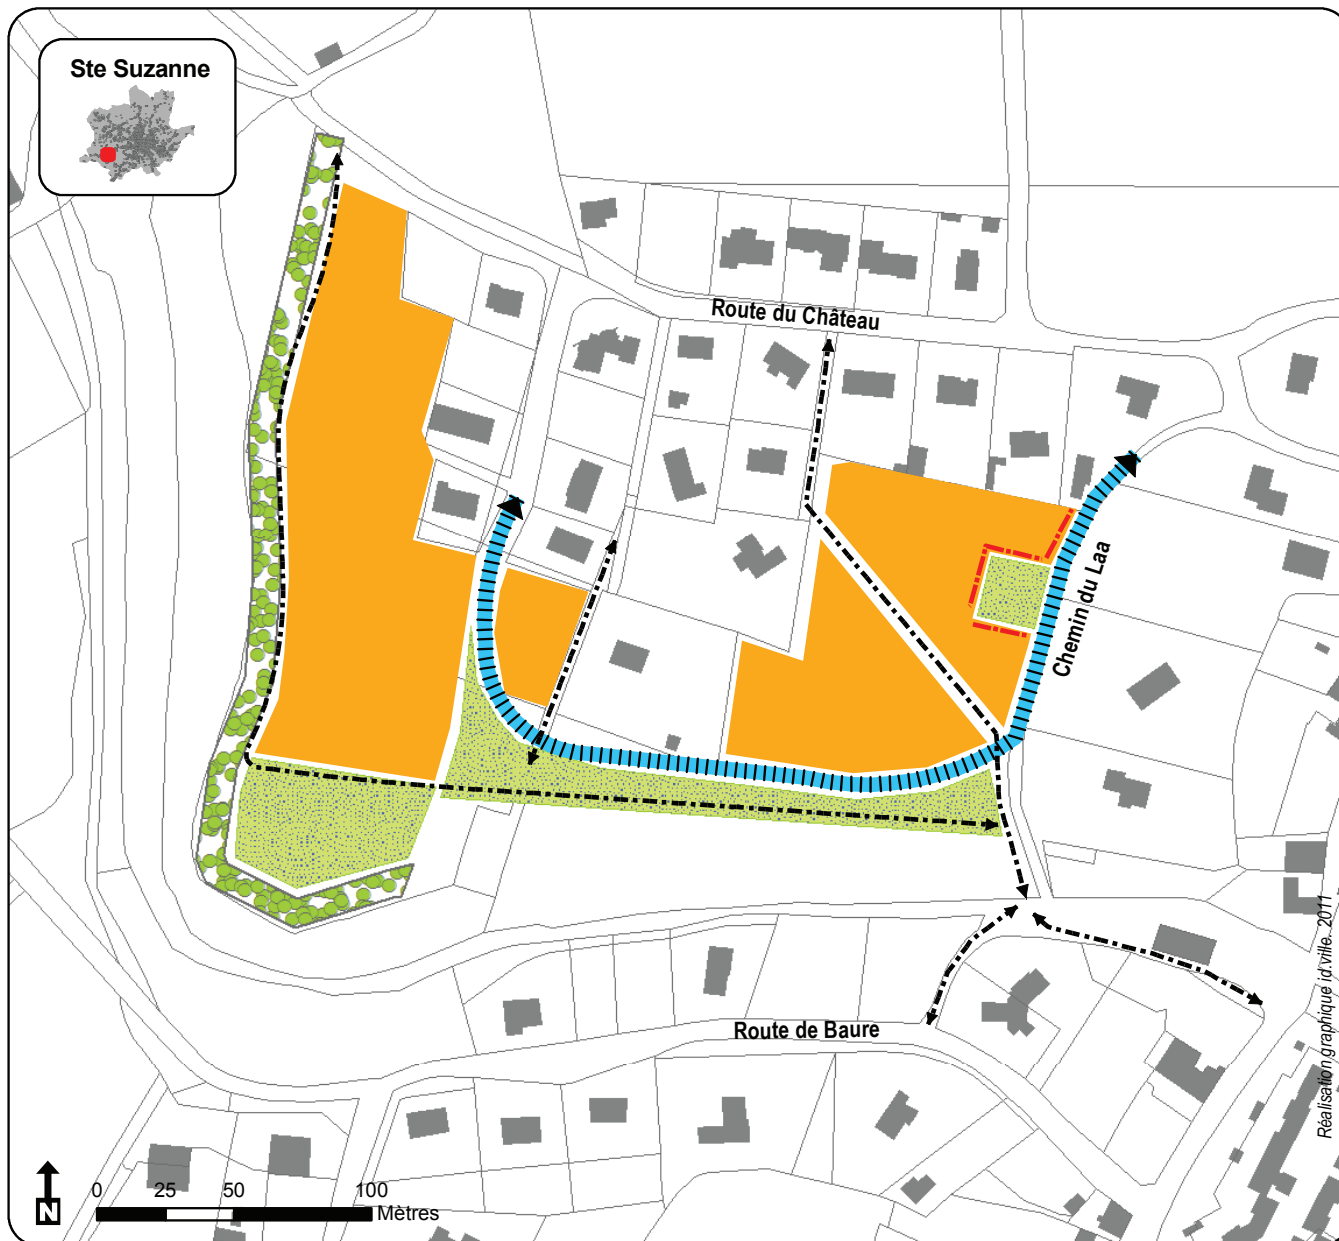 Ste Suzanne
Route du Château
Chemin du Laa
Route de Baure
Réalisation graphique id.ville. 2011
N
0 25 50 100
Mètres